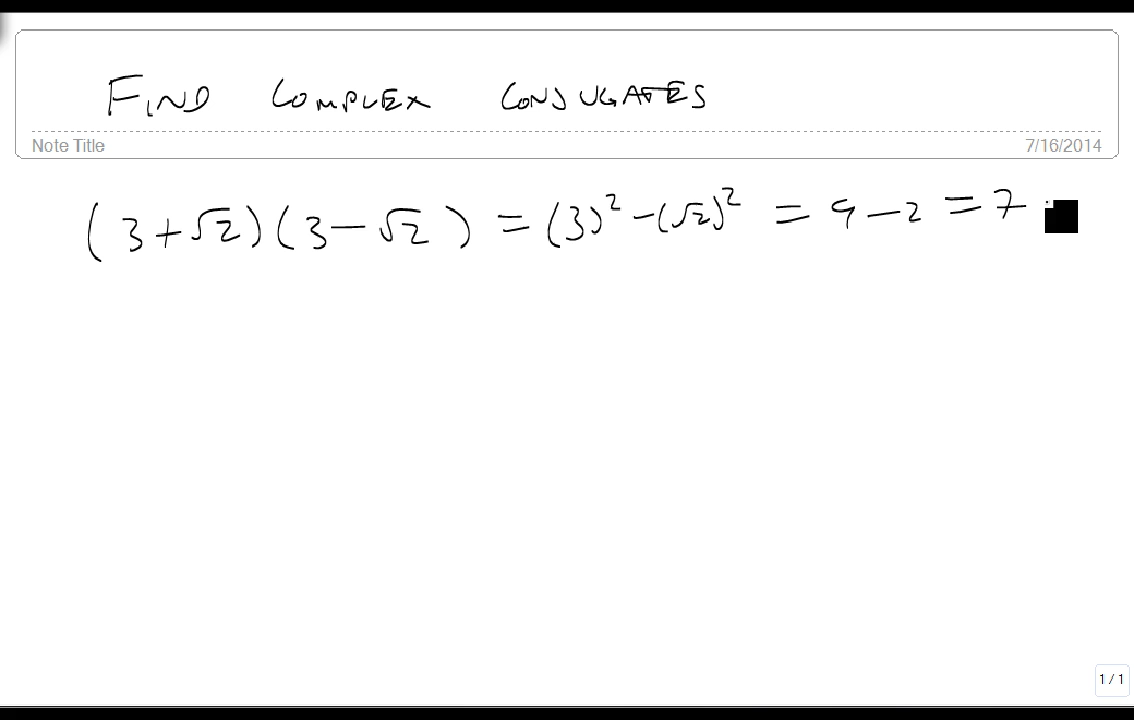 FIND COMPLEX CONJUGATES
Note Title 7/16/2014
(3+√2)(3-√2) = (3)² - (√2)² = 9 - 2 = 7
1 / 1